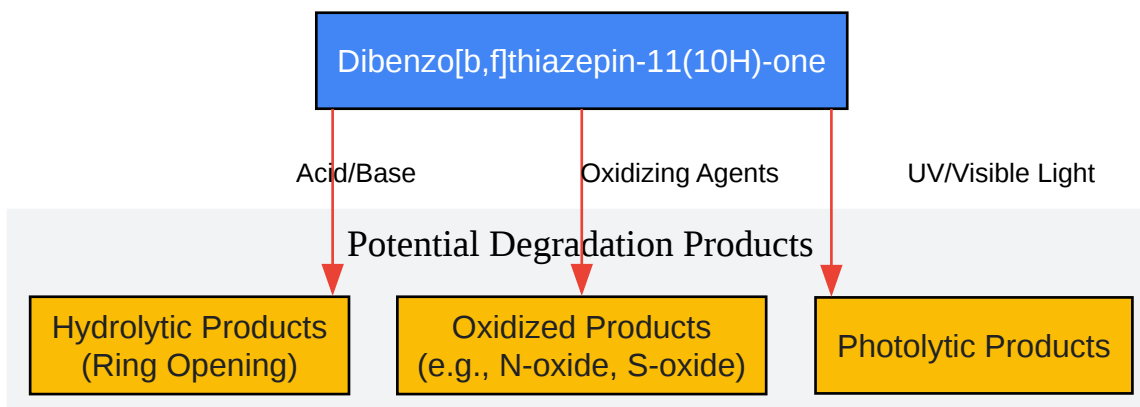 Dibenzo[b,f]thiazepin-11(10H)-one
Acid/Base
Oxidizing Agents
UV/Visible Light
Potential Degradation Products
Hydrolytic Products
(Ring Opening)
Oxidized Products
(e.g., N-oxide, S-oxide)
Photolytic Products